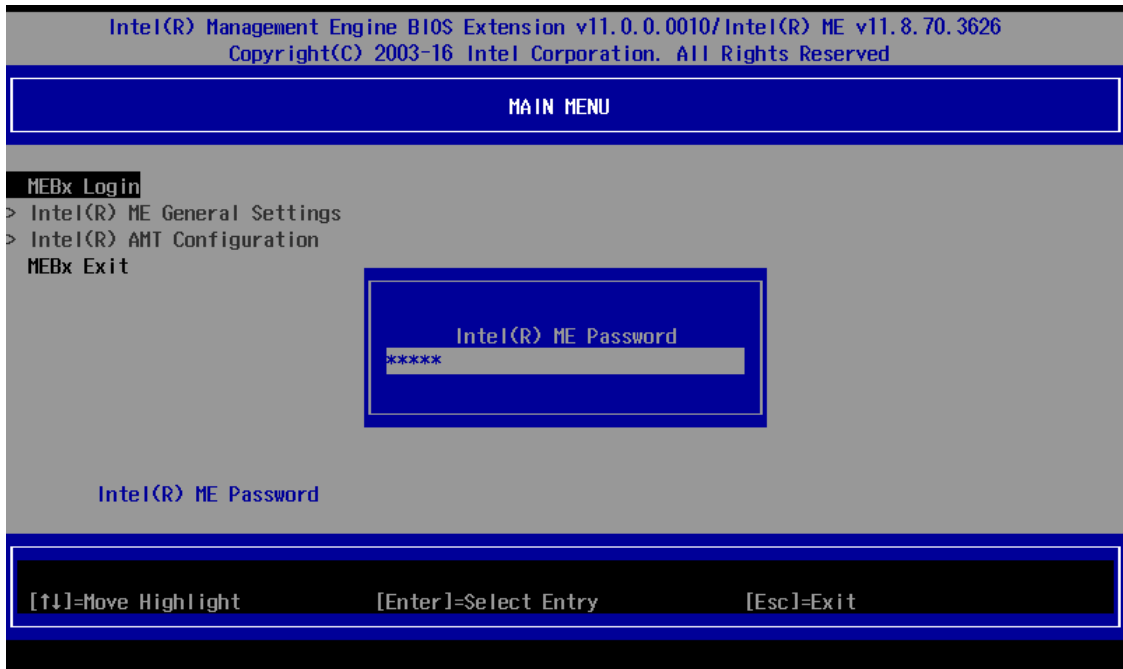 Intel(R) Management Engine BIOS Extension v11.0.0.0010/Intel(R) ME v11.8.70.3626
Copyright(C) 2003-16 Intel Corporation. All Rights Reserved
MAIN MENU
MEBx Login
> Intel(R) ME General Settings
> Intel(R) AMT Configuration
MEBx Exit
Intel(R) ME Password
*****
Intel(R) ME Password
[↑↓]=Move Highlight [Enter]=Select Entry [Esc]=Exit